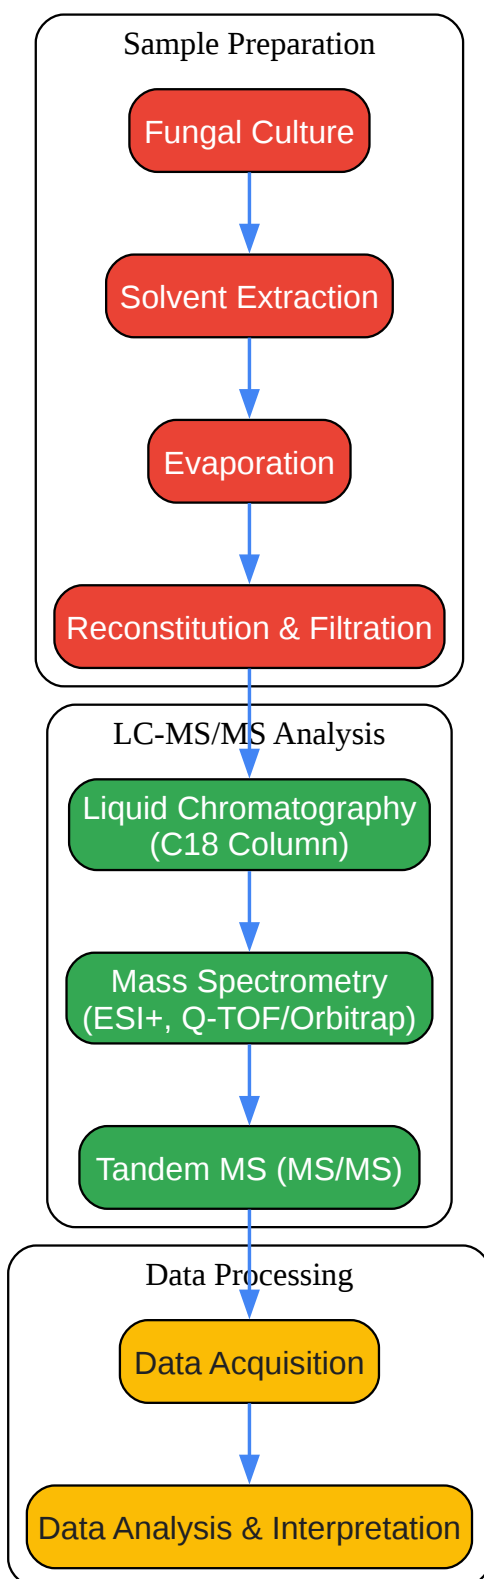 Sample Preparation
Fungal Culture
Solvent Extraction
Evaporation
Reconstitution & Filtration
LC-MS/MS Analysis
Liquid Chromatography
(C18 Column)
Mass Spectrometry
(ESI+, Q-TOF/Orbitrap)
Tandem MS (MS/MS)
Data Processing
Data Acquisition
Data Analysis & Interpretation